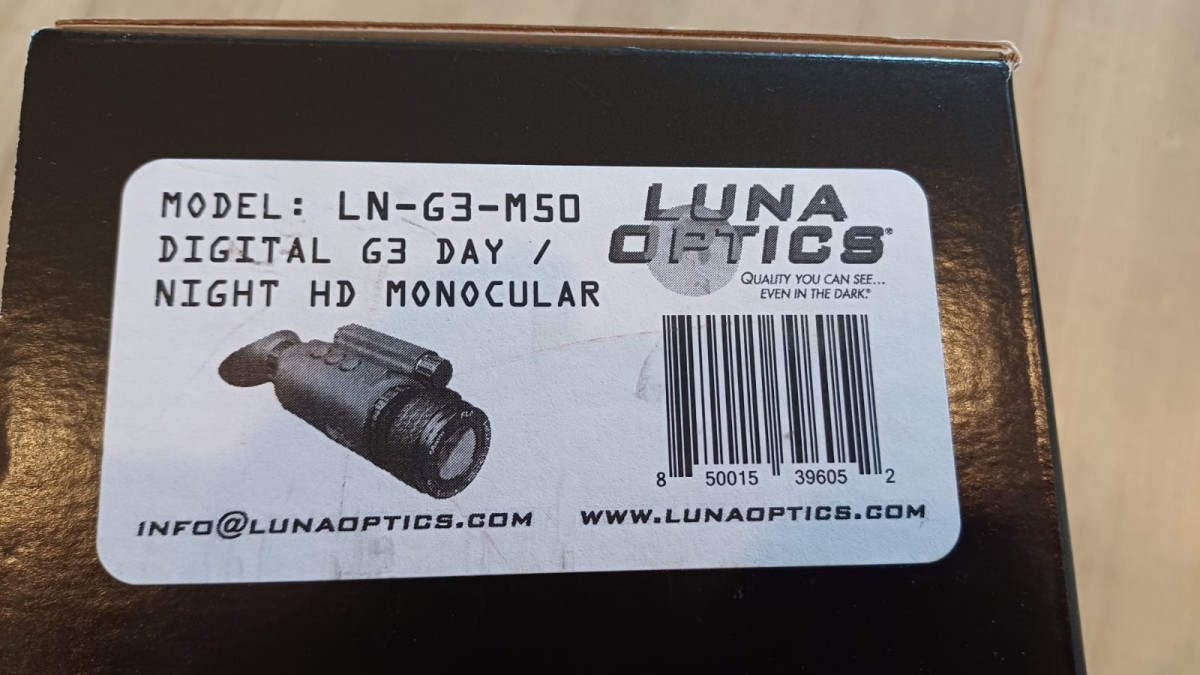 MODEL: LN-G3-M50
DIGITAL G3 DAY /
NIGHT HD MONOCULAR
LUNA
OPTICS®
QUALITY YOU CAN SEE...
EVEN IN THE DARK.®
8 50015 39605 2
INFO@LUNAOPTICS.COM
WWW.LUNAOPTICS.COM